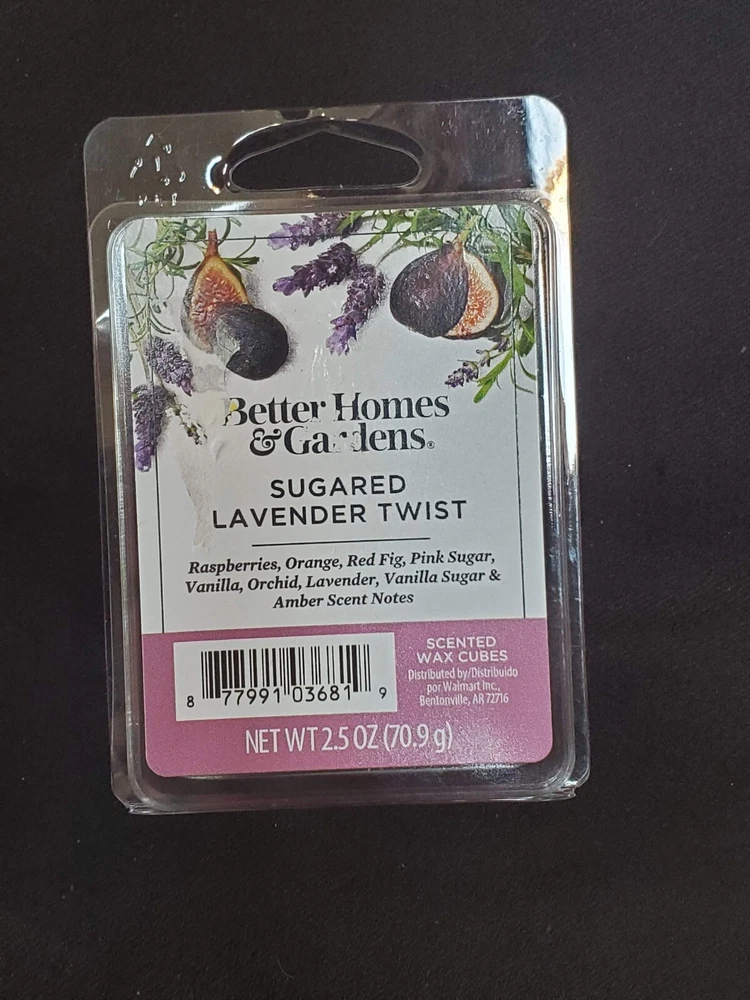 Better Homes
& Gardens®
SUGARED
LAVENDER TWIST
Raspberries, Orange, Red Fig, Pink Sugar,
Vanilla, Orchid, Lavender, Vanilla Sugar &
Amber Scent Notes
8 77991 03681 9
SCENTED
WAX CUBES
Distributed by/Distribuido
por Walmart Inc.,
Bentonville, AR 72716
NET WT 2.5 OZ (70.9 g)